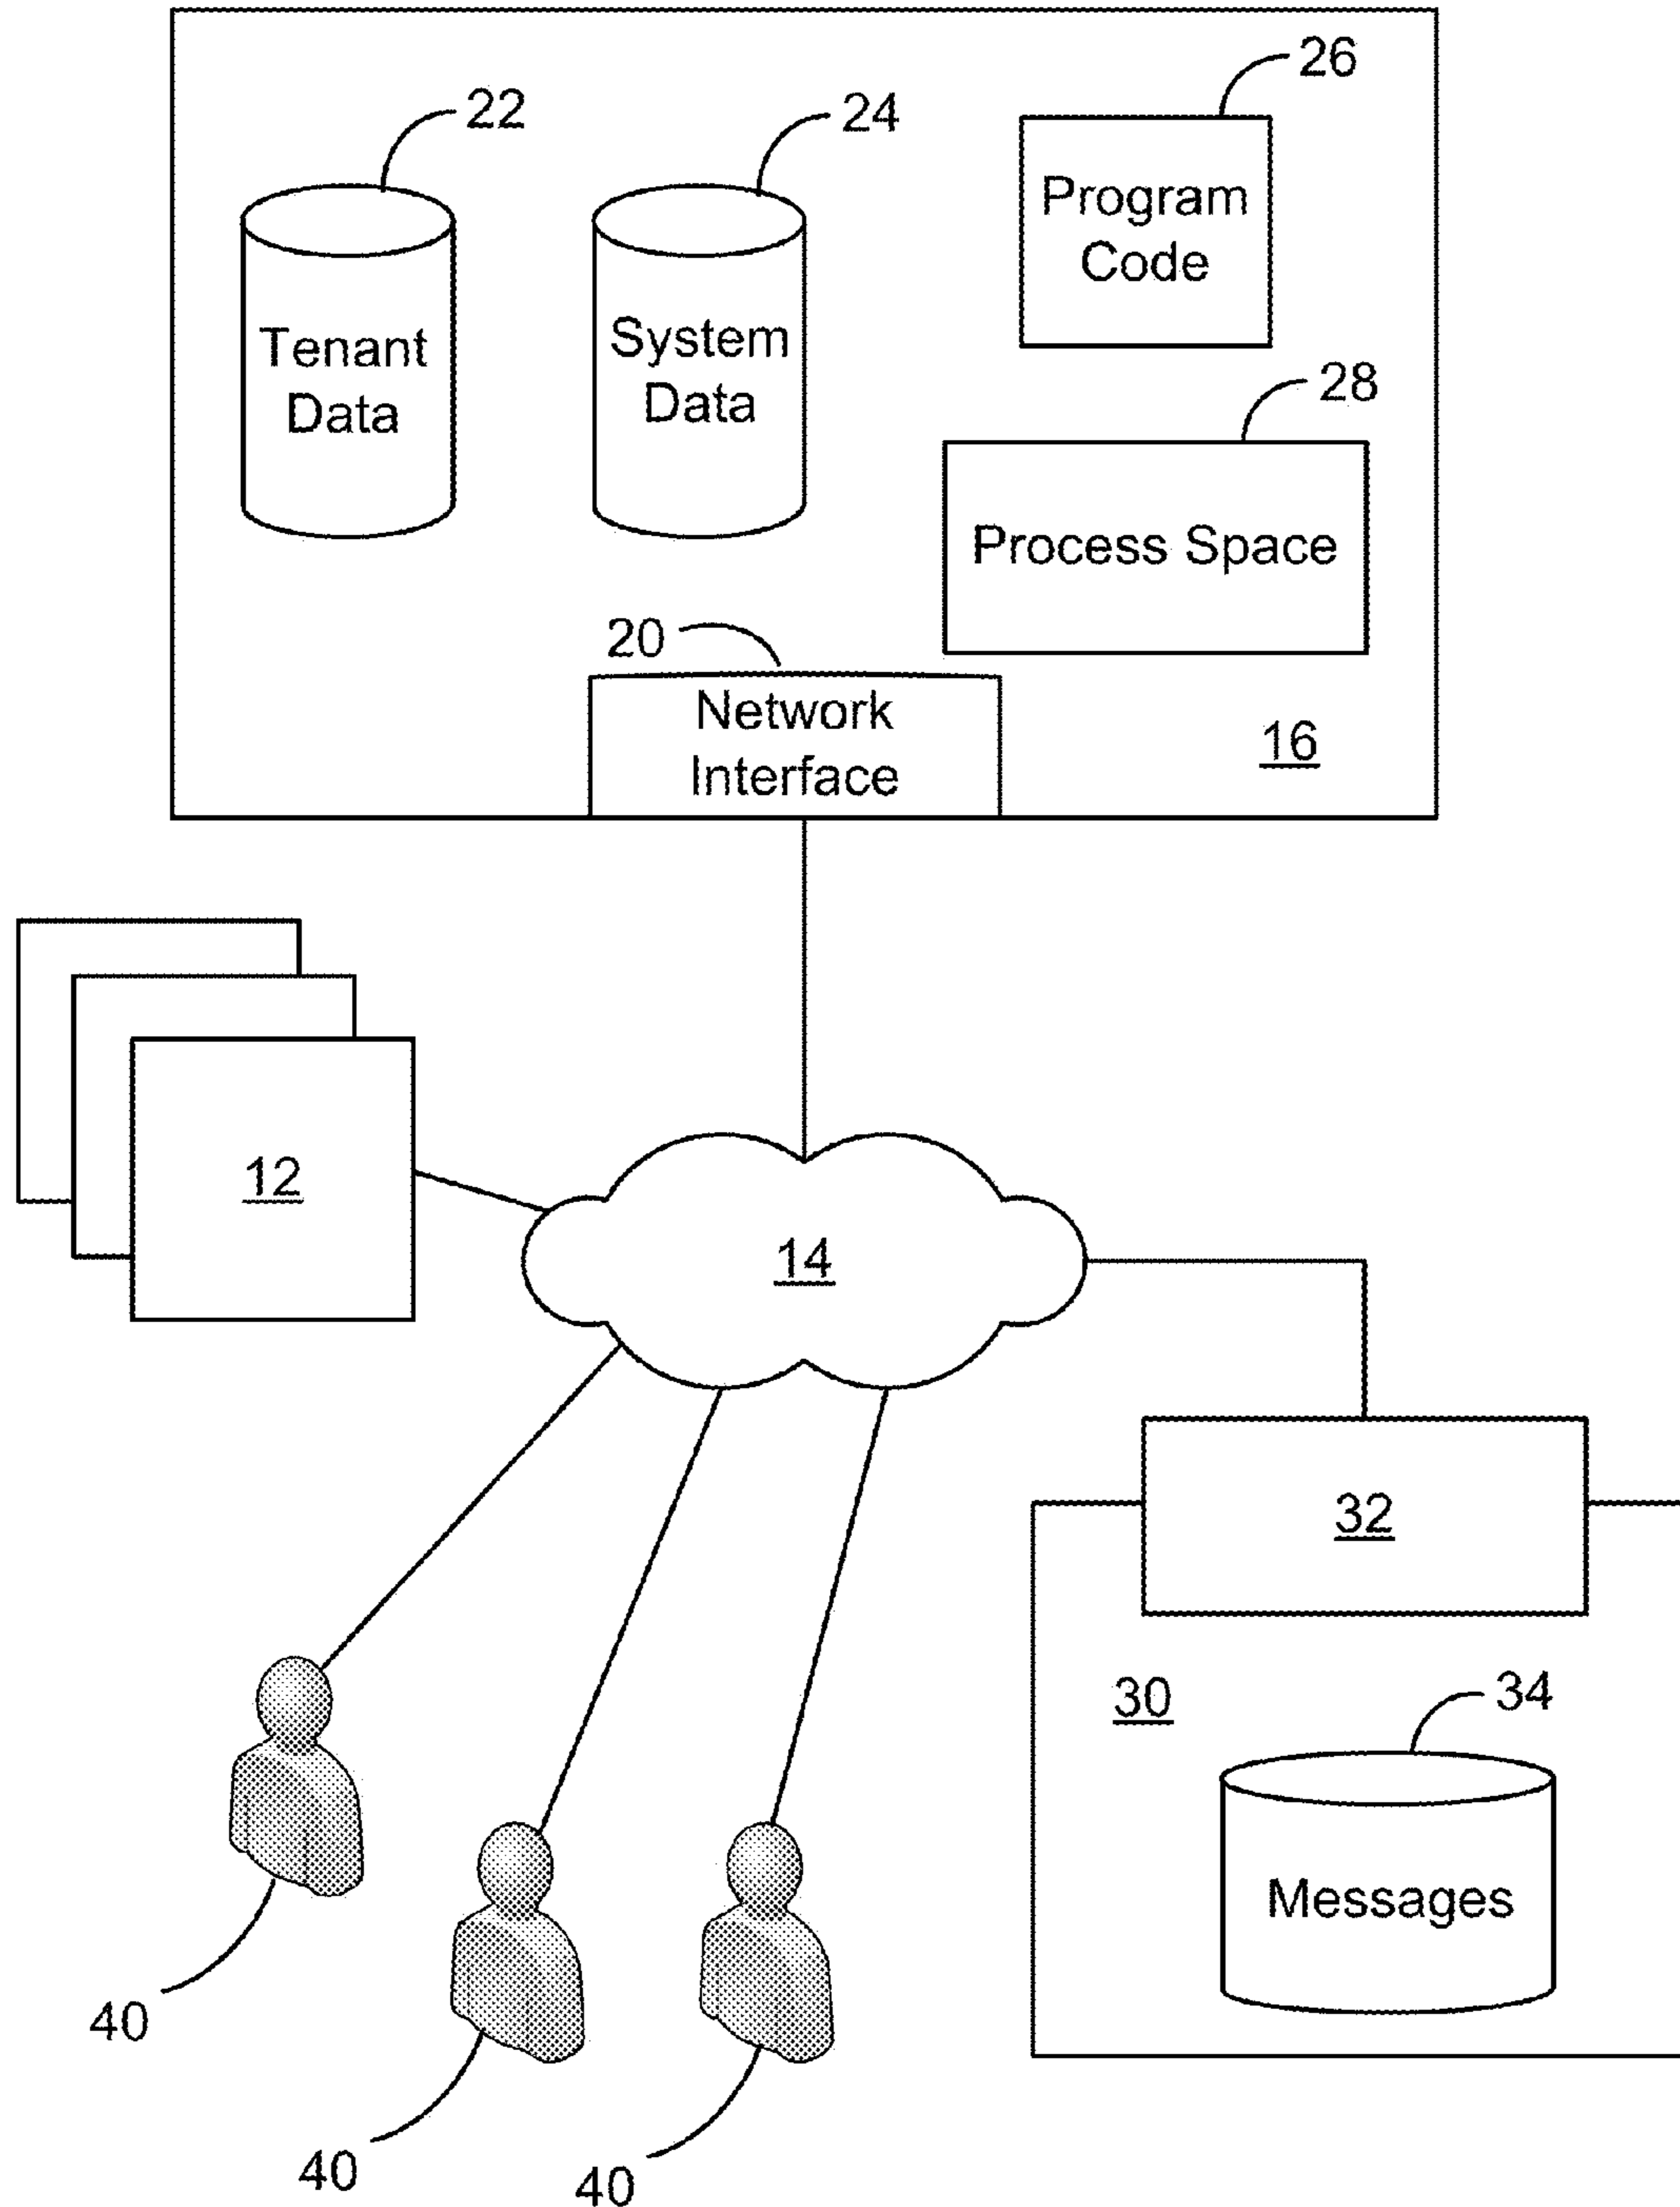 26
22
24
Program
Code
Tenant
Data
System
Data
28
Process Space
20
Network
Interface
16
12
14
32
30
34
Messages
40
40
40